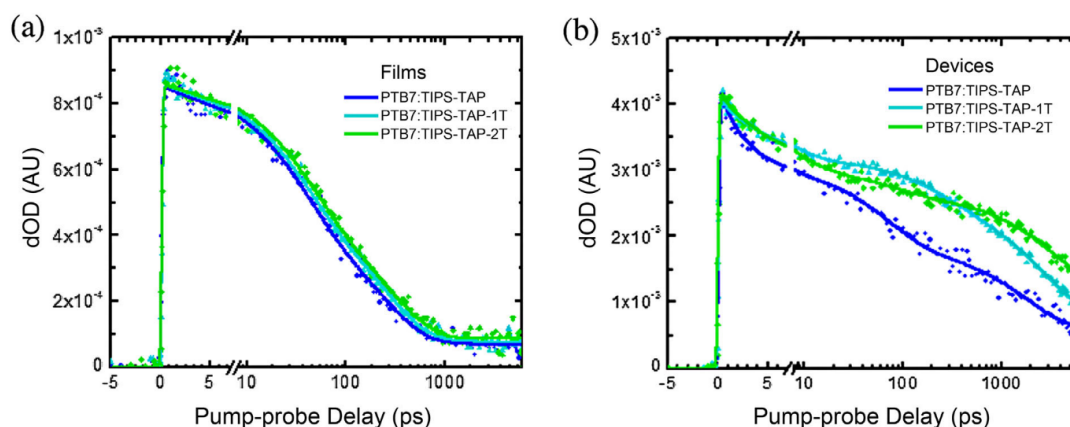 (a)
1x10⁻³
8x10⁻⁴
6x10⁻⁴
4x10⁻⁴
2x10⁻⁴
0
dOD (AU)
Films
PTB7:TIPS-TAP
PTB7:TIPS-TAP-1T
PTB7:TIPS-TAP-2T
-5 0 5 10 100 1000
Pump-probe Delay (ps)
(b)
5x10⁻³
4x10⁻³
3x10⁻³
2x10⁻³
1x10⁻³
0
dOD (AU)
Devices
PTB7:TIPS-TAP
PTB7:TIPS-TAP-1T
PTB7:TIPS-TAP-2T
-5 0 5 10 100 1000
Pump-probe Delay (ps)